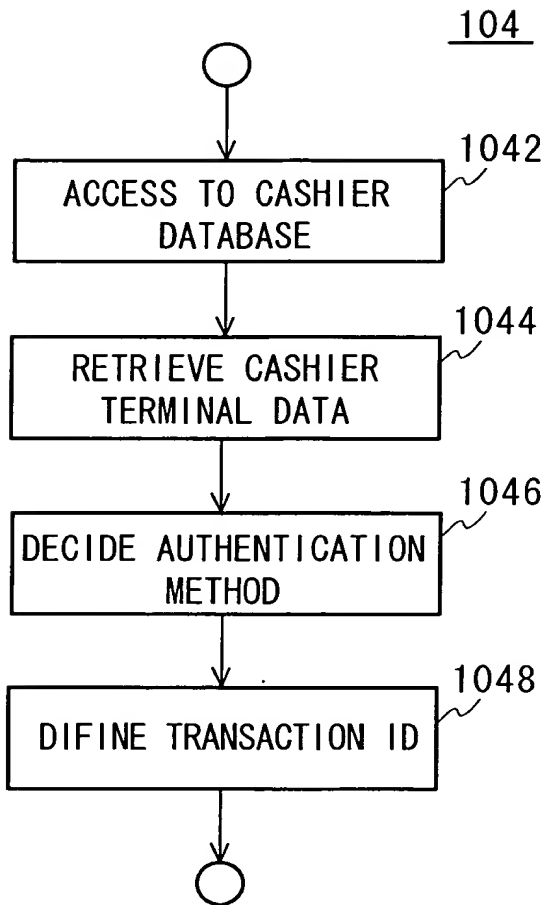 104
1042
ACCESS TO CASHIER
DATABASE
1044
RETRIEVE CASHIER
TERMINAL DATA
1046
DECIDE AUTHENTICATION
METHOD
1048
DIFINE TRANSACTION ID